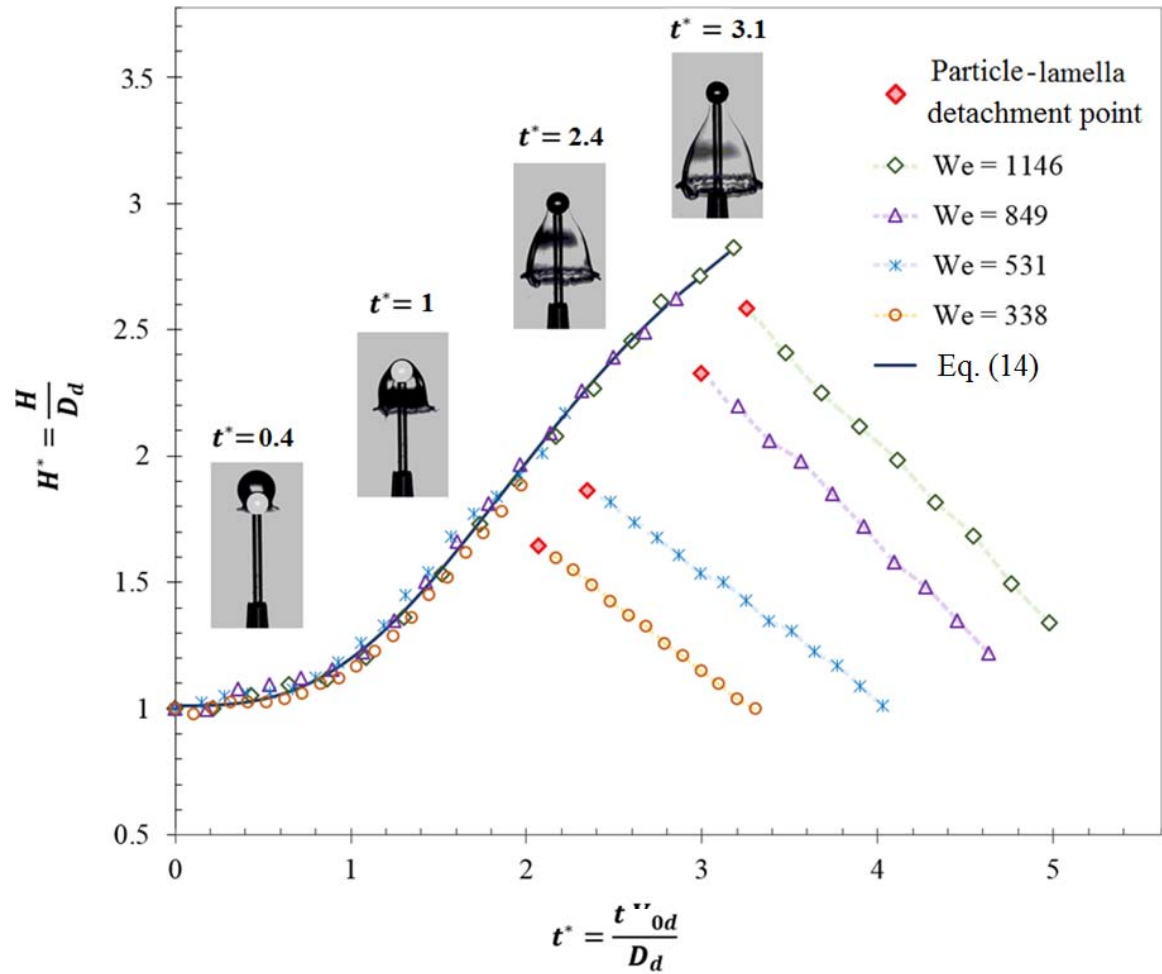 t* = 3.1
t* = 2.4
t* = 1
t* = 0.4
Particle-lamella
detachment point
We = 1146
We = 849
We = 531
We = 338
Eq. (14)
3.5
3
2.5
2
1.5
1
0.5
0 1 2 3 4 5
H* = H/D_d
t* = t V_0d/D_d